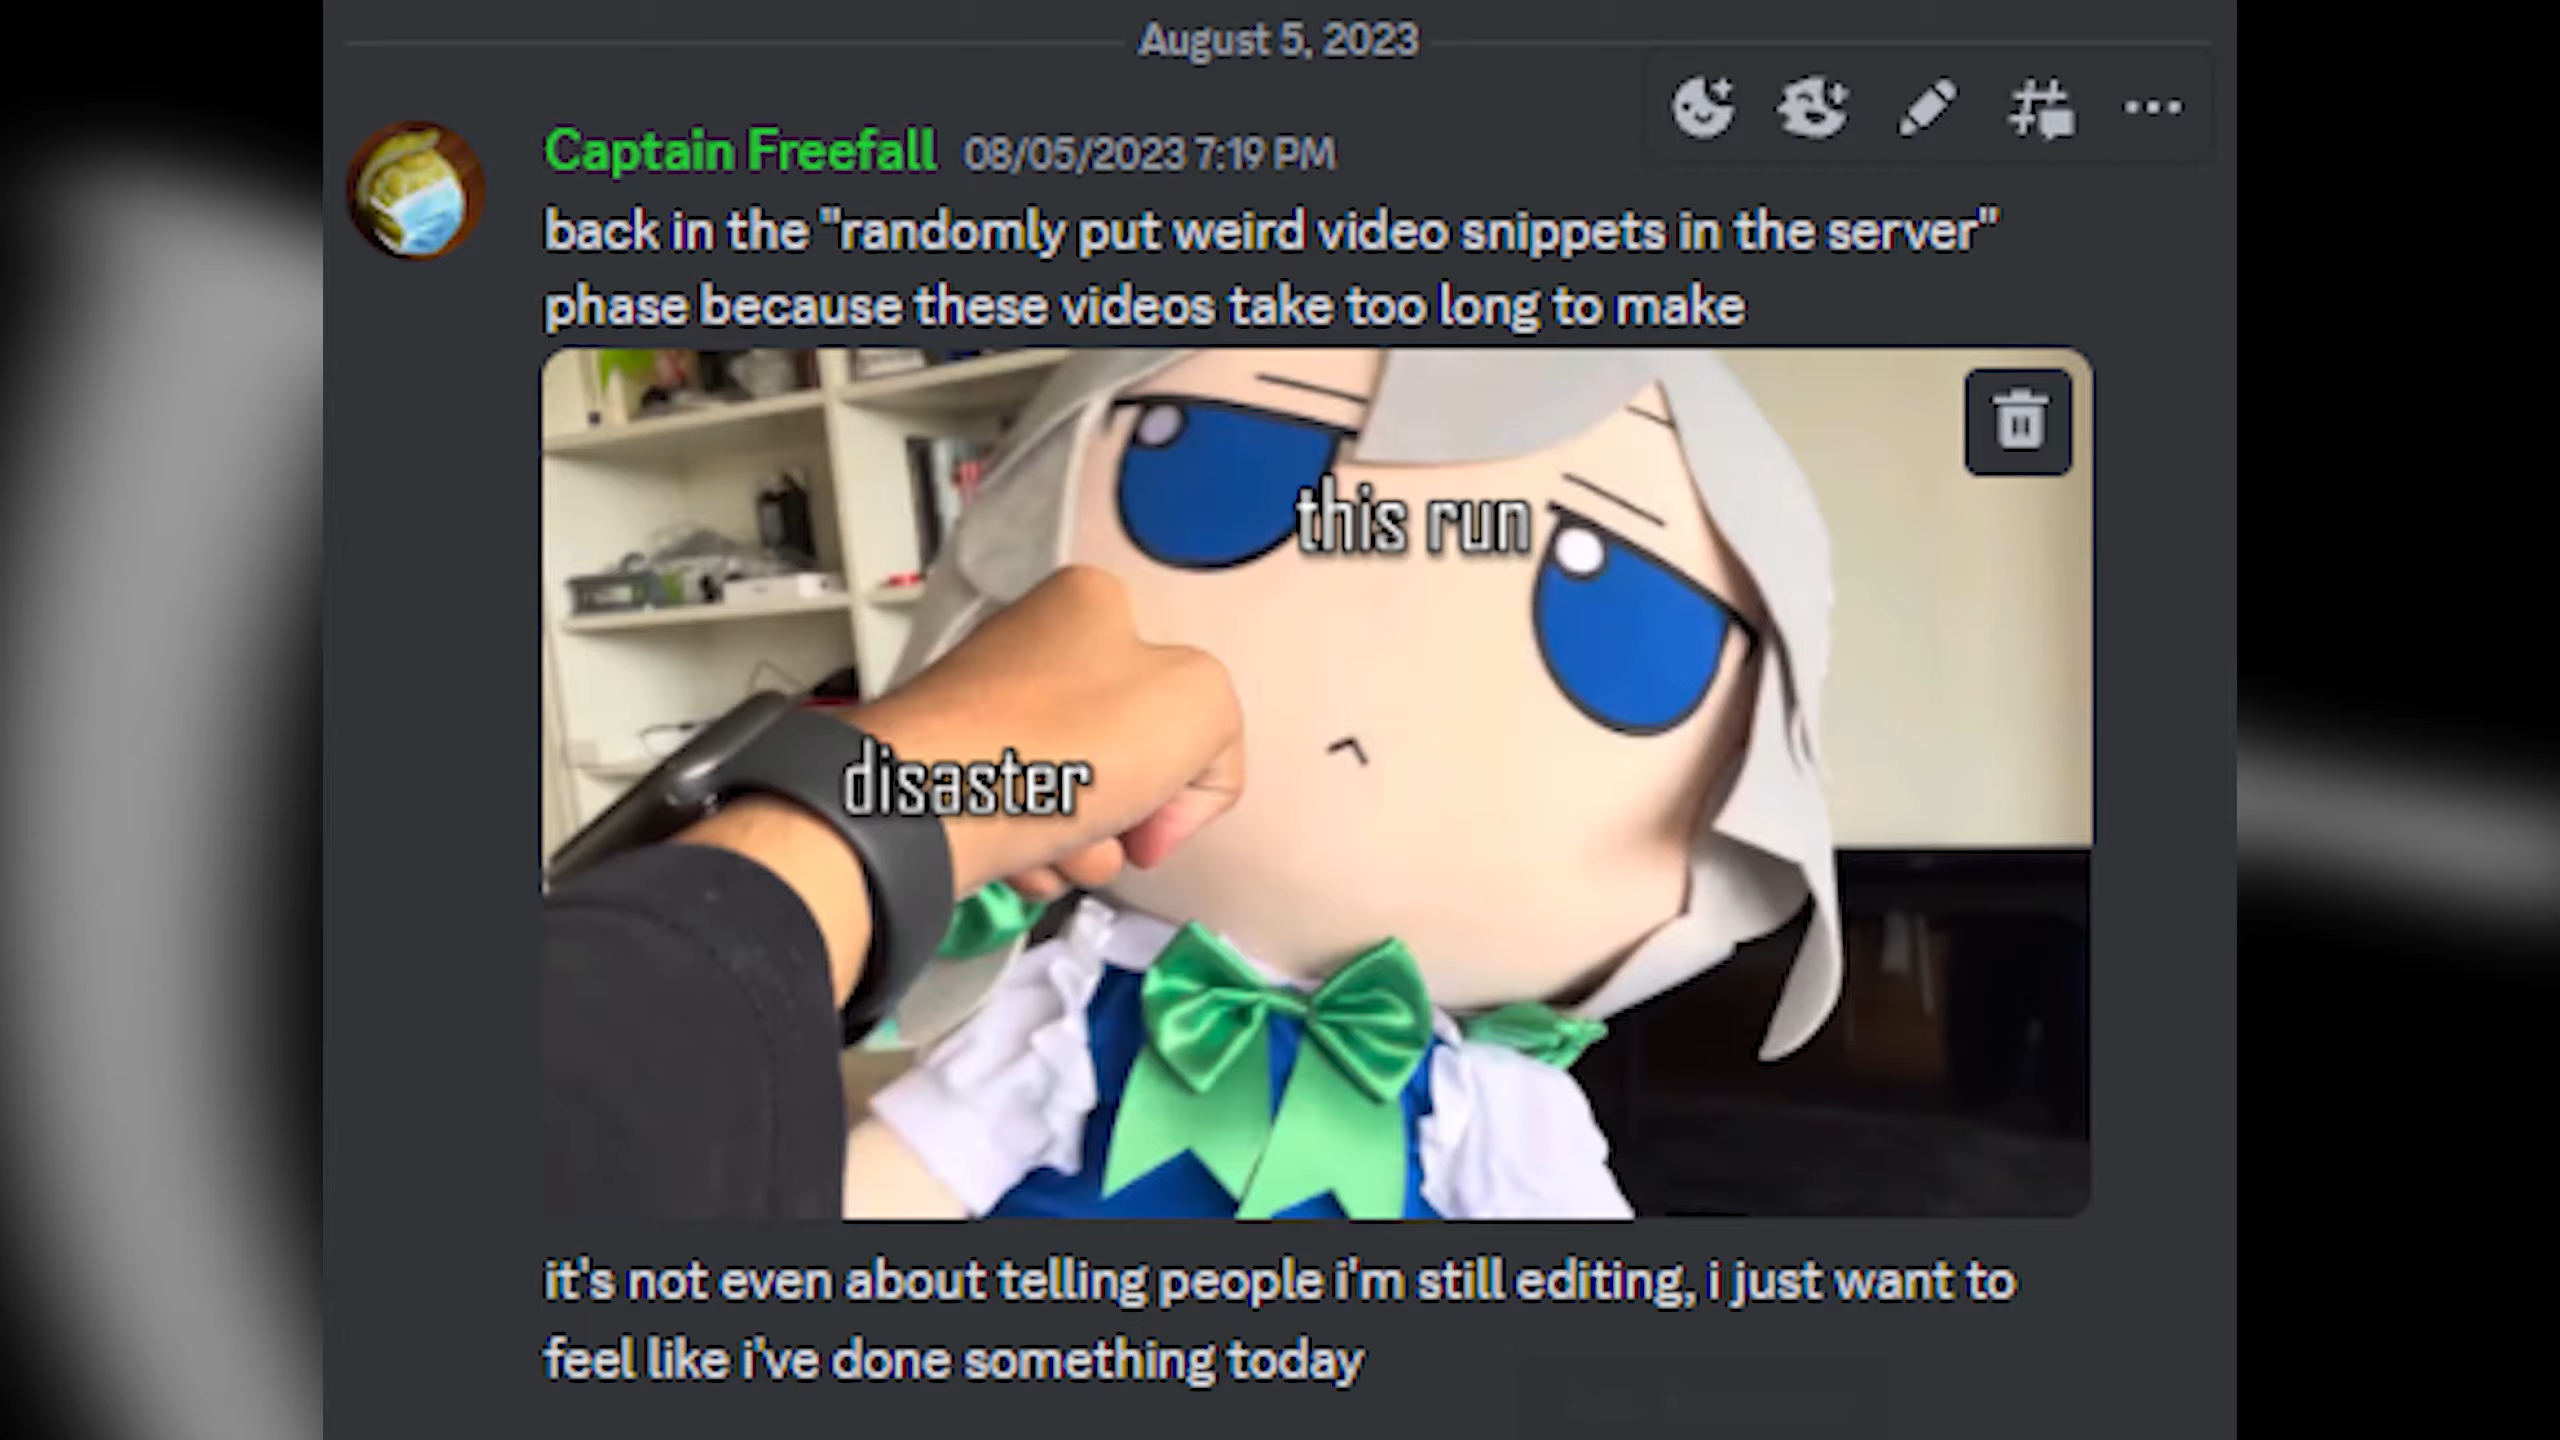 August 5, 2023
Captain Freefall 08/05/2023 7:19 PM
back in the "randomly put weird video snippets in the server"
phase because these videos take too long to make
this run
disaster
it's not even about telling people i'm still editing, i just want to
feel like i've done something today